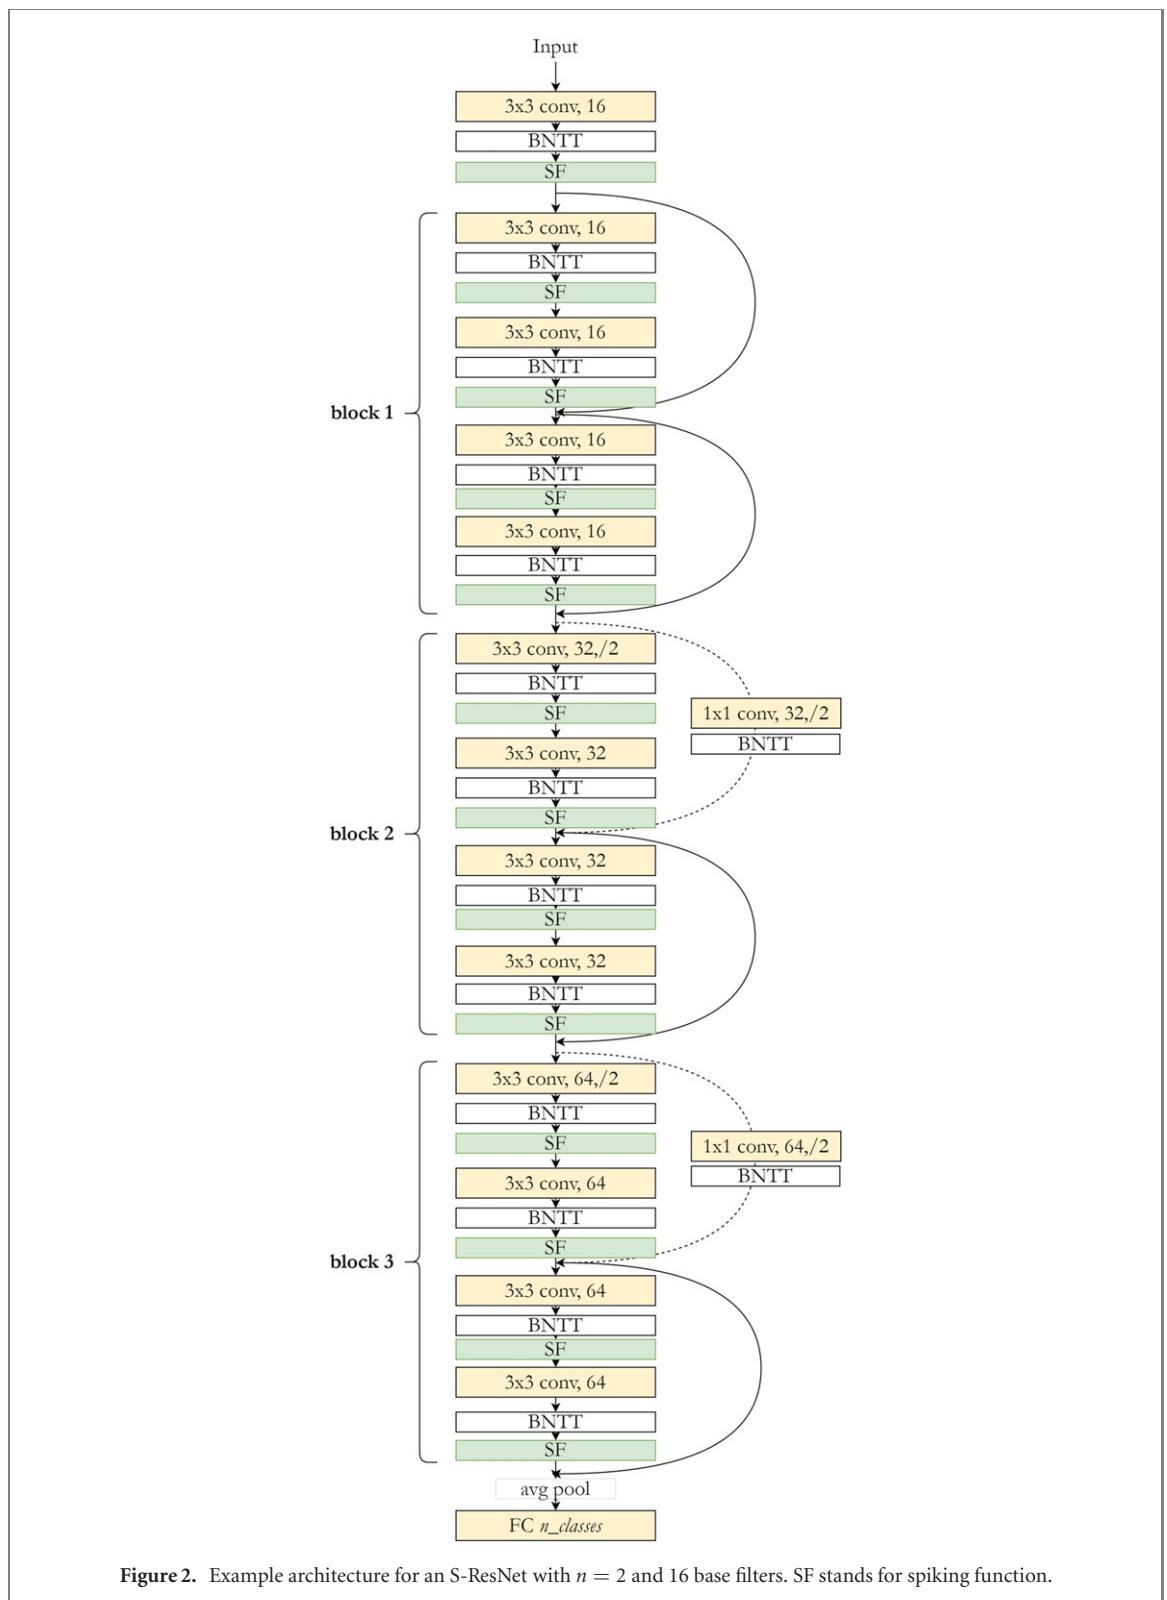 Input
3x3 conv, 16
BNTT
SF
3x3 conv, 16
BNTT
SF
3x3 conv, 16
BNTT
SF
block 1
3x3 conv, 16
BNTT
SF
3x3 conv, 16
BNTT
SF
3x3 conv, 32,/2
BNTT
SF
1x1 conv, 32,/2
BNTT
3x3 conv, 32
BNTT
SF
block 2
3x3 conv, 32
BNTT
SF
3x3 conv, 32
BNTT
SF
3x3 conv, 64,/2
BNTT
SF
1x1 conv, 64,/2
BNTT
3x3 conv, 64
BNTT
SF
block 3
3x3 conv, 64
BNTT
SF
3x3 conv, 64
BNTT
SF
avg pool
FC n_classes
Figure 2. Example architecture for an S-ResNet with n = 2 and 16 base filters. SF stands for spiking function.